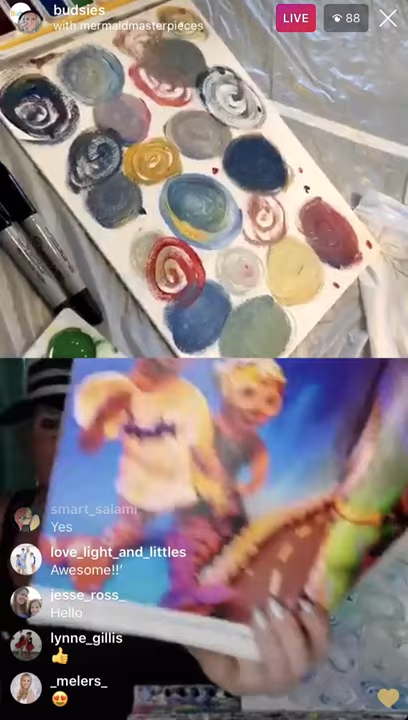 budsies
with mermaidmasterpieces
LIVE
88
smart_salami
Yes
love_light_and_littles
Awesome!!’
jesse_ross_
Hello
lynne_gillis
👍
_melers_
😍